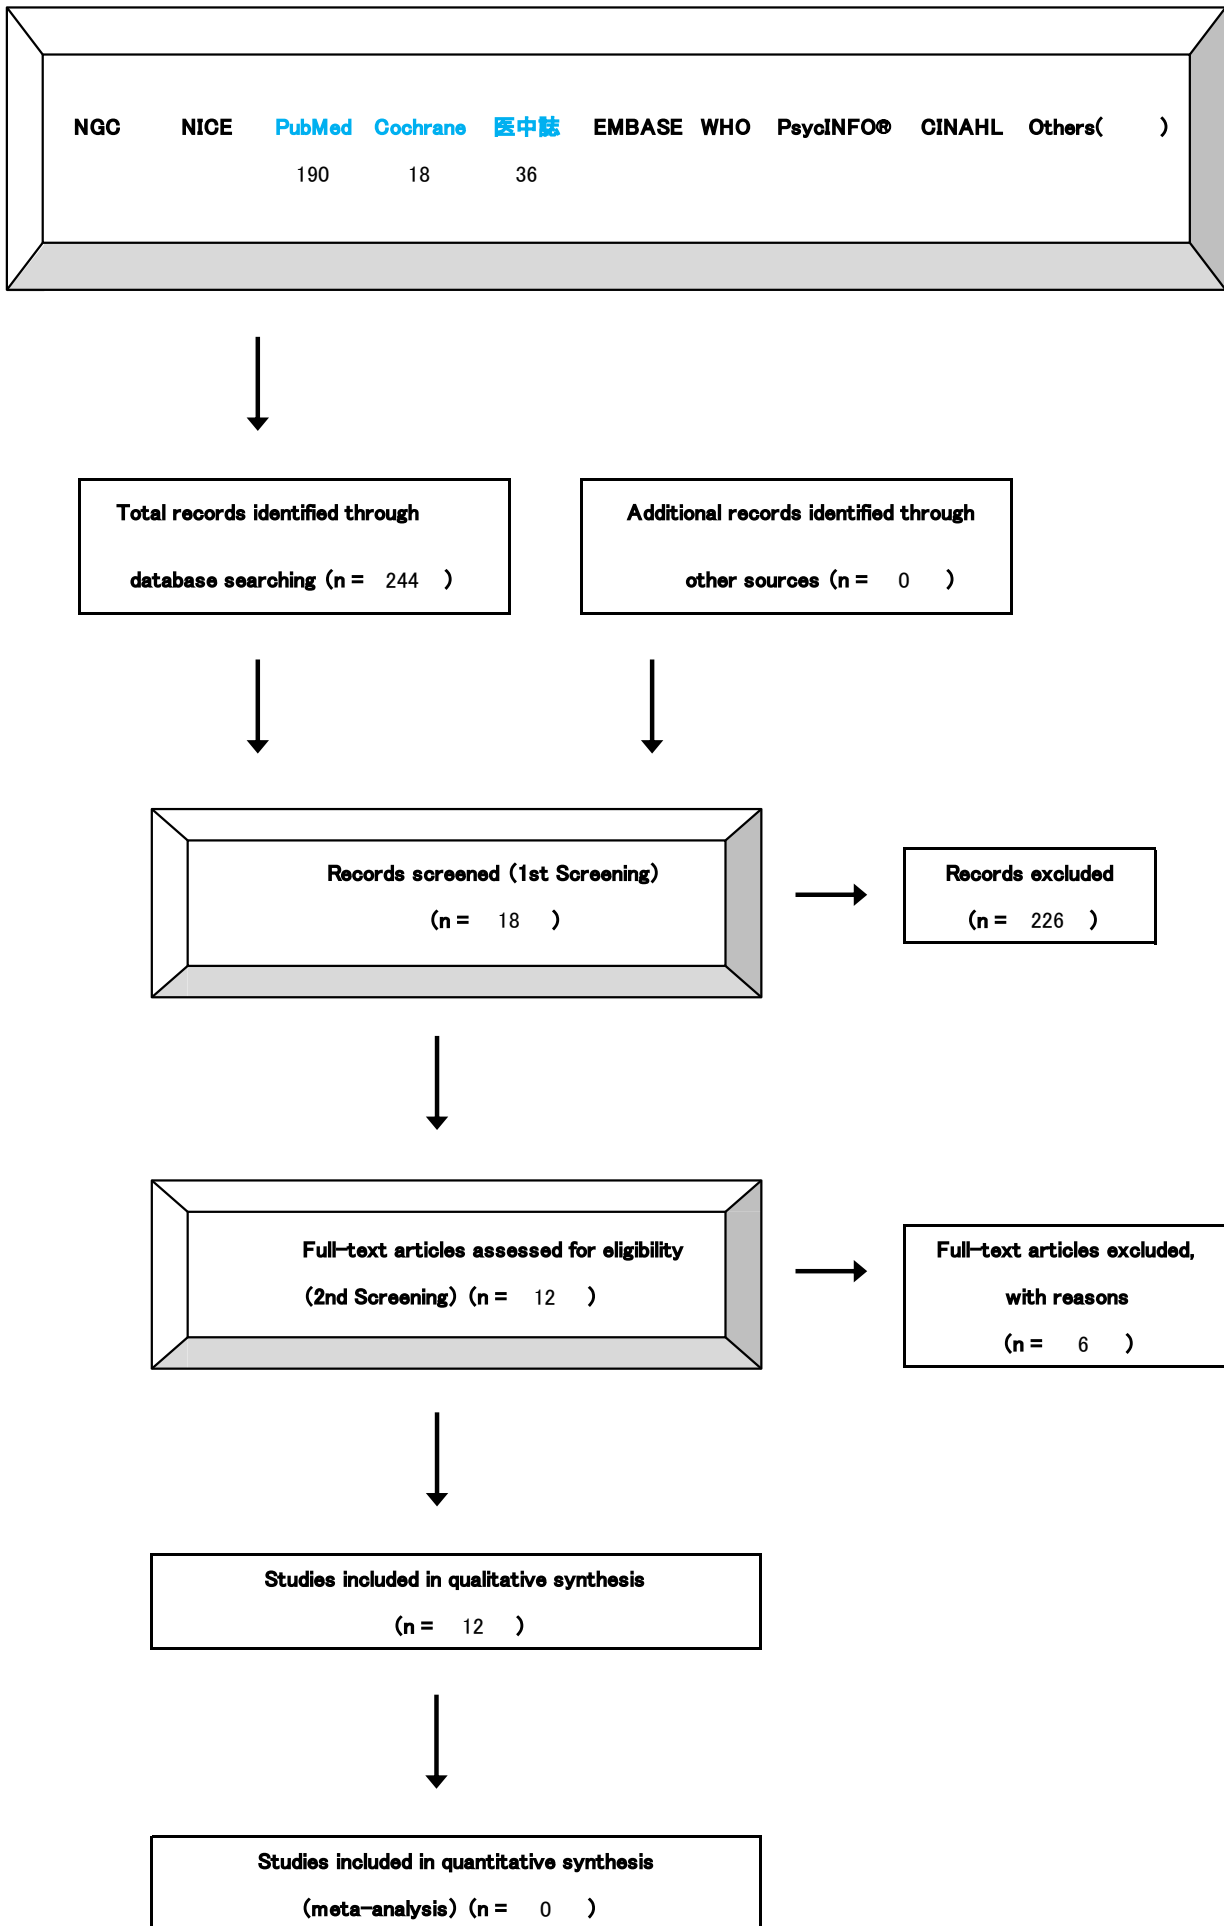 NGC NICE PubMed Cochrane 医中誌 EMBASE WHO PsycINFO® CINAHL Others( )
190 18 36
Total records identified through
database searching (n = 244 )
Additional records identified through
other sources (n = 0 )
Records screened (1st Screening)
(n = 18 )
Records excluded
(n = 226 )
Full-text articles assessed for eligibility
(2nd Screening) (n = 12 )
Full-text articles excluded,
with reasons
(n = 6 )
Studies included in qualitative synthesis
(n = 12 )
Studies included in quantitative synthesis
(meta-analysis) (n = 0 )